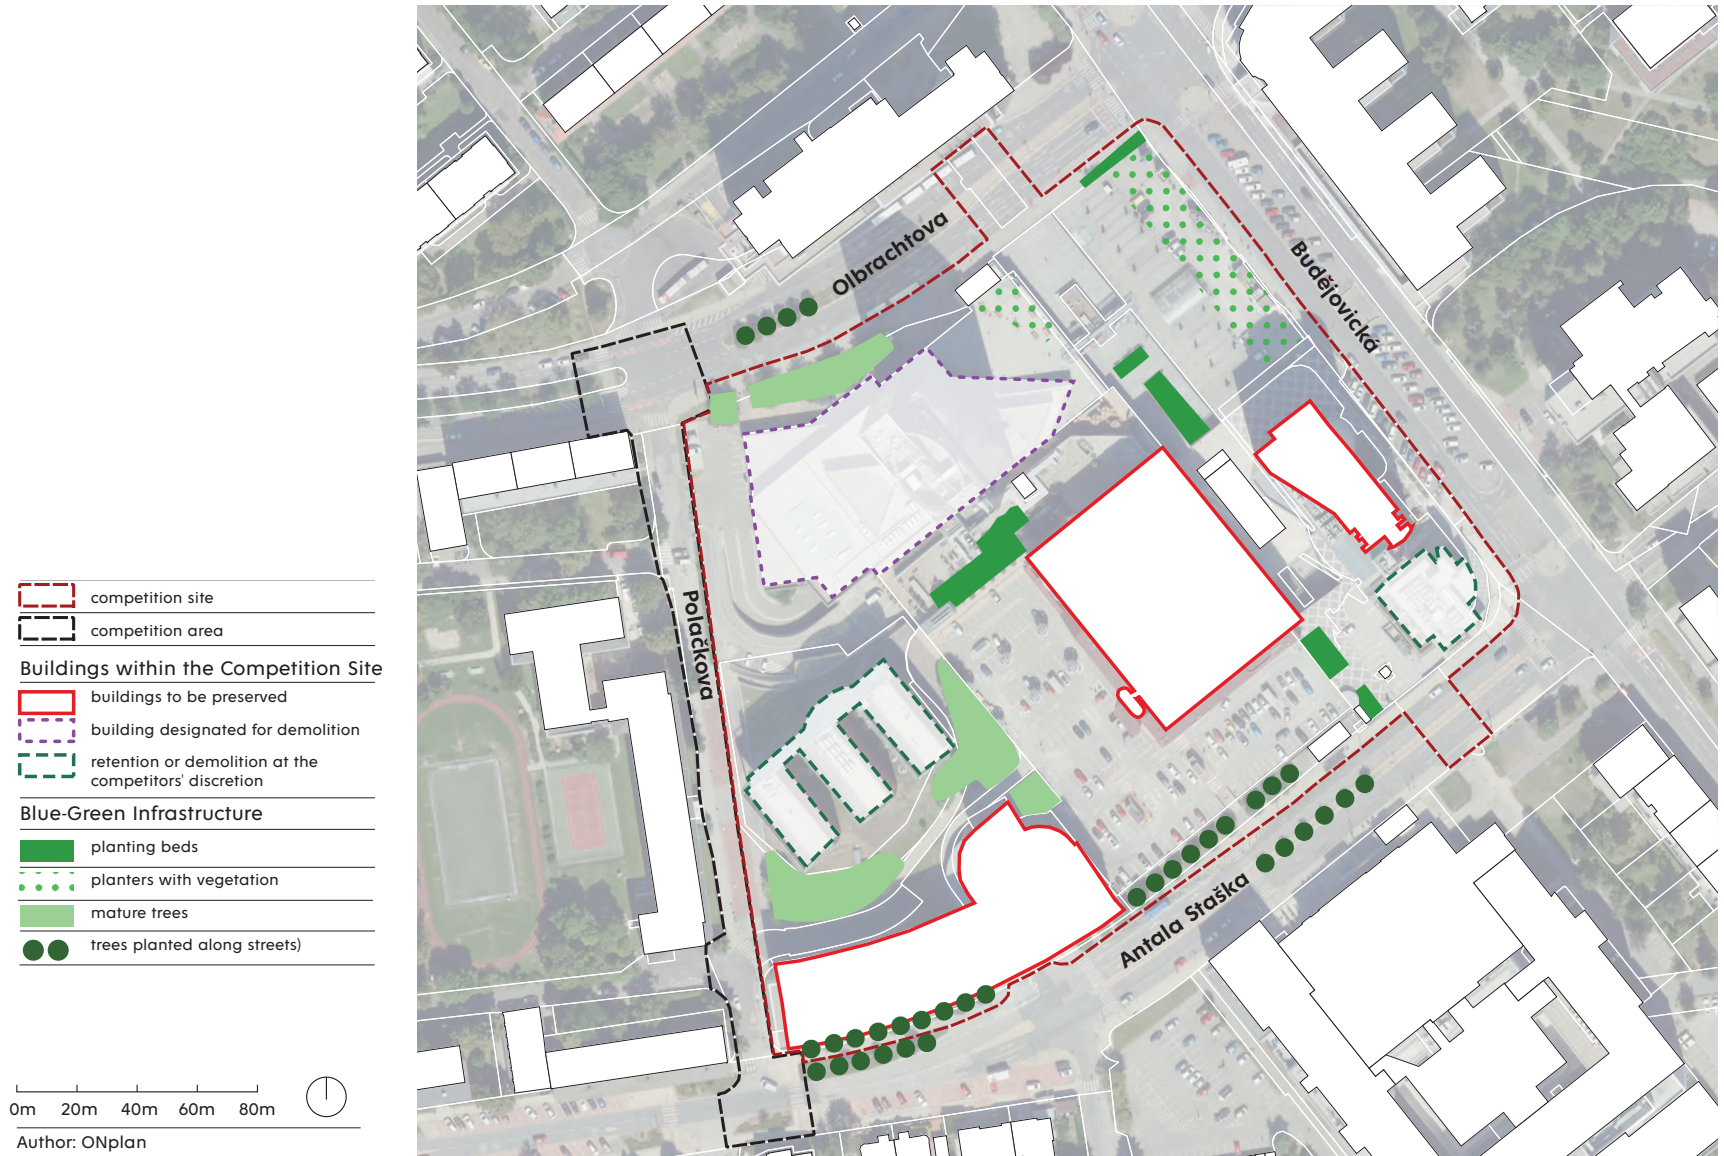 Olbrachtova
Budějovická
Polačkova
Antala Staška
competition site
competition area
Buildings within the Competition Site
buildings to be preserved
building designated for demolition
retention or demolition at the
competitors' discretion
Blue-Green Infrastructure
planting beds
planters with vegetation
mature trees
trees planted along streets)
0m 20m 40m 60m 80m
Author: ONplan